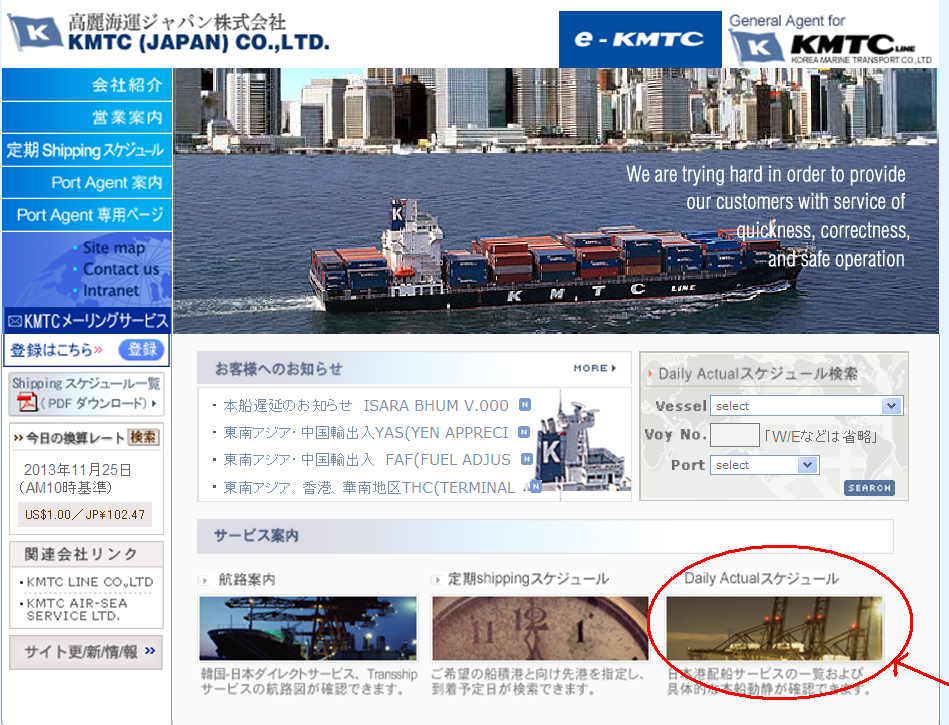 高麗海運ジャパン株式会社
KMTC (JAPAN) CO.,LTD.
e-KMTC
General Agent for
KMTC LINE
KOREA MARINE TRANSPORT CO.,LTD
会社紹介
営業案内
定期 Shipping スケジュール
Port Agent 案内
Port Agent 専用ページ
Site map
Contact us
Intranet
KMTCメーリングサービス
登録はこちら» 登録
Shipping スケジュール一覧
( PDF ダウンロード)
»今日の換算レート 検索
2013年11月25日
(AM10時基準)
US$1.00／JP¥102.47
関連会社リンク
・KMTC LINE CO.,LTD
・KMTC AIR-SEA
SERVICE LTD.
サイト更/新/情/報 »
We are trying hard in order to provide
our customers with service of
quickness, correctness,
and safe operation
K
K M T C LINE
お客様へのお知らせ MORE
・本船遅延のお知らせ ISARA BHUM V.000 N
・東南アジア・中国輸出入YAS(YEN APPRECI N
・東南アジア・中国輸出入 FAF(FUEL ADJUS N
・東南アジア、香港、華南地区THC(TERMINAL N
K
Daily Actualスケジュール検索
Vessel select
Voy No. 「W/Eなどは省略」
Port select
SEARCH
サービス案内
航路案内
韓国-日本ダイレクトサービス、Transship
サービスの航路図が確認できます。
定期shippingスケジュール
11 12 1
ご希望の船積港と向け先港を指定し、
到着予定日が検索できます。
Daily Actualスケジュール
日本港配船サービスの一覧および
具体的な本船動静が確認できます。